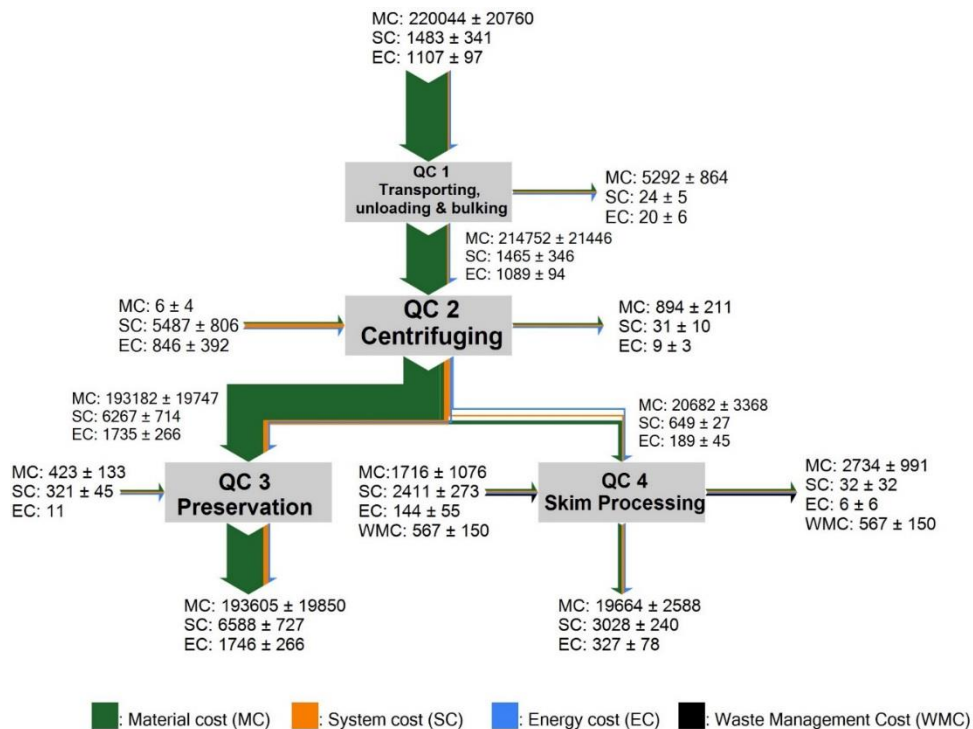 MC: 220044 ± 20760
SC: 1483 ± 341
EC: 1107 ± 97
QC 1
Transporting,
unloading & bulking
MC: 5292 ± 864
SC: 24 ± 5
EC: 20 ± 6
MC: 214752 ± 21446
SC: 1465 ± 346
EC: 1089 ± 94
MC: 6 ± 4
SC: 5487 ± 806
EC: 846 ± 392
QC 2
Centrifuging
MC: 894 ± 211
SC: 31 ± 10
EC: 9 ± 3
MC: 193182 ± 19747
SC: 6267 ± 714
EC: 1735 ± 266
MC: 20682 ± 3368
SC: 649 ± 27
EC: 189 ± 45
MC: 423 ± 133
SC: 321 ± 45
EC: 11
QC 3
Preservation
MC:1716 ± 1076
SC: 2411 ± 273
EC: 144 ± 55
WMC: 567 ± 150
QC 4
Skim Processing
MC: 2734 ± 991
SC: 32 ± 32
EC: 6 ± 6
WMC: 567 ± 150
MC: 193605 ± 19850
SC: 6588 ± 727
EC: 1746 ± 266
MC: 19664 ± 2588
SC: 3028 ± 240
EC: 327 ± 78
: Material cost (MC)
: System cost (SC)
: Energy cost (EC)
: Waste Management Cost (WMC)